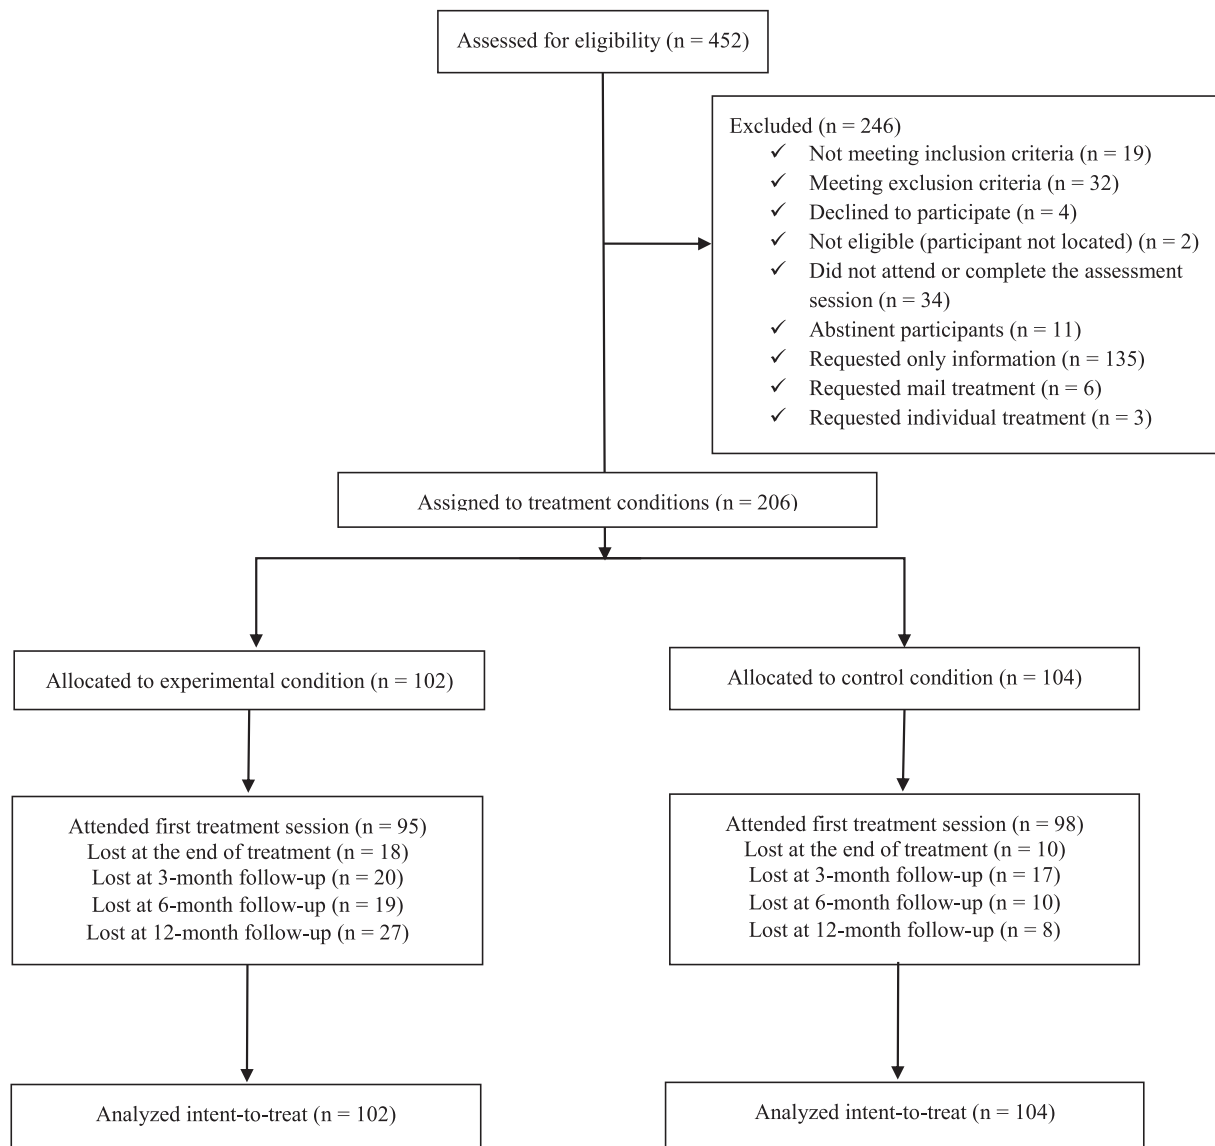 Assessed for eligibility (n = 452)
Excluded (n = 246)
✓ Not meeting inclusion criteria (n = 19)
✓ Meeting exclusion criteria (n = 32)
✓ Declined to participate (n = 4)
✓ Not eligible (participant not located) (n = 2)
✓ Did not attend or complete the assessment
session (n = 34)
✓ Abstinent participants (n = 11)
✓ Requested only information (n = 135)
✓ Requested mail treatment (n = 6)
✓ Requested individual treatment (n = 3)
Assigned to treatment conditions (n = 206)
Allocated to experimental condition (n = 102)
Allocated to control condition (n = 104)
Attended first treatment session (n = 95)
Lost at the end of treatment (n = 18)
Lost at 3-month follow-up (n = 20)
Lost at 6-month follow-up (n = 19)
Lost at 12-month follow-up (n = 27)
Attended first treatment session (n = 98)
Lost at the end of treatment (n = 10)
Lost at 3-month follow-up (n = 17)
Lost at 6-month follow-up (n = 10)
Lost at 12-month follow-up (n = 8)
Analyzed intent-to-treat (n = 102)
Analyzed intent-to-treat (n = 104)